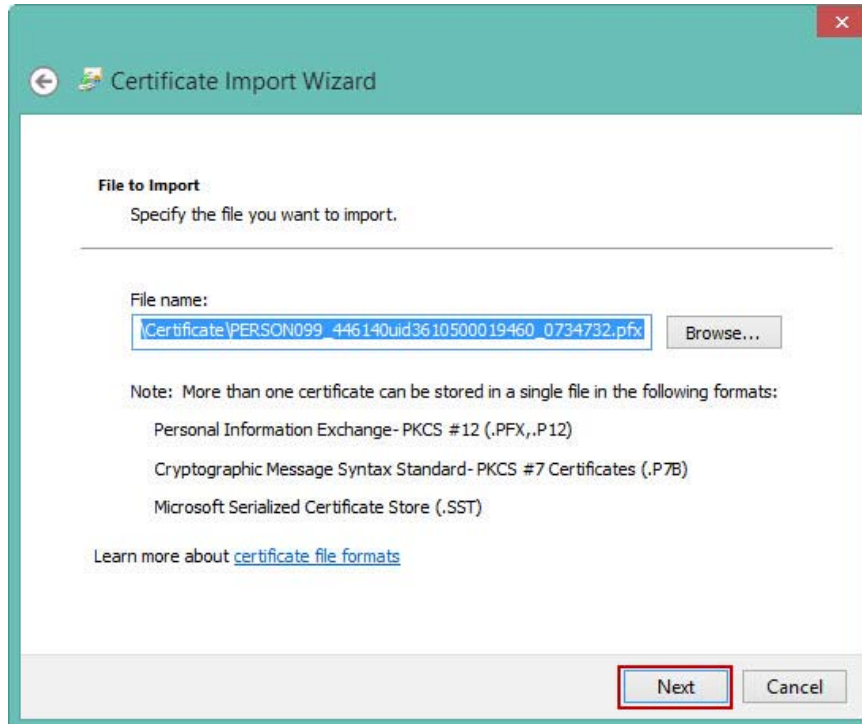 Certificate Import Wizard
File to Import
Specify the file you want to import.
File name:
\Certificate\PERSON099_446140uid3610500019460_0734732.pfx
Browse...
Note: More than one certificate can be stored in a single file in the following formats:
Personal Information Exchange- PKCS #12 (.PFX,.P12)
Cryptographic Message Syntax Standard- PKCS #7 Certificates (.P7B)
Microsoft Serialized Certificate Store (.SST)
Learn more about certificate file formats
Next
Cancel